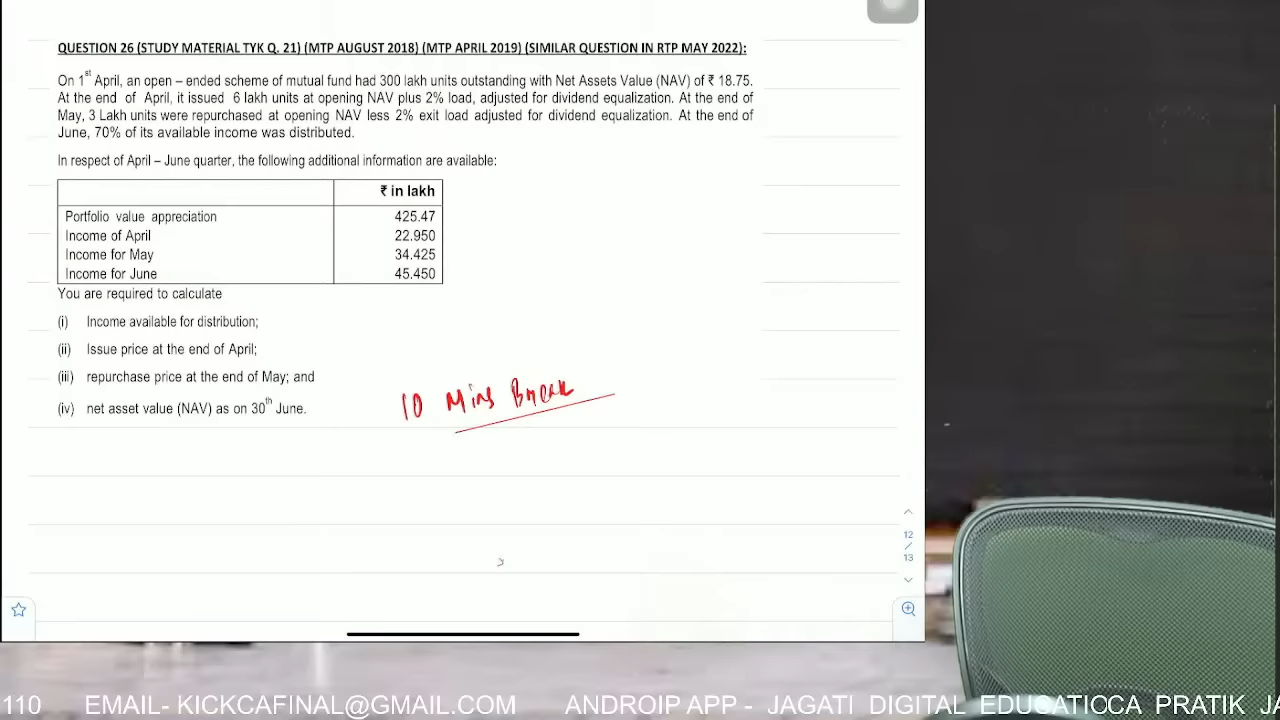 QUESTION 26 (STUDY MATERIAL TYK Q. 21) (MTP AUGUST 2018) (MTP APRIL 2019) (SIMILAR QUESTION IN RTP MAY 2022):
On 1st April, an open – ended scheme of mutual fund had 300 lakh units outstanding with Net Assets Value (NAV) of ₹ 18.75.
At the end of April, it issued 6 lakh units at opening NAV plus 2% load, adjusted for dividend equalization. At the end of
May, 3 Lakh units were repurchased at opening NAV less 2% exit load adjusted for dividend equalization. At the end of
June, 70% of its available income was distributed.
In respect of April – June quarter, the following additional information are available:
₹ in lakh
Portfolio value appreciation 425.47
Income of April 22.950
Income for May 34.425
Income for June 45.450
You are required to calculate
(i) Income available for distribution;
(ii) Issue price at the end of April;
(iii) repurchase price at the end of May; and
(iv) net asset value (NAV) as on 30th June.
10 Mins Break
12
/
13
110 EMAIL- KICKCAFINAL@GMAIL.COM ANDROIP APP - JAGATI DIGITAL EDUCATIOCA PRATIK JA